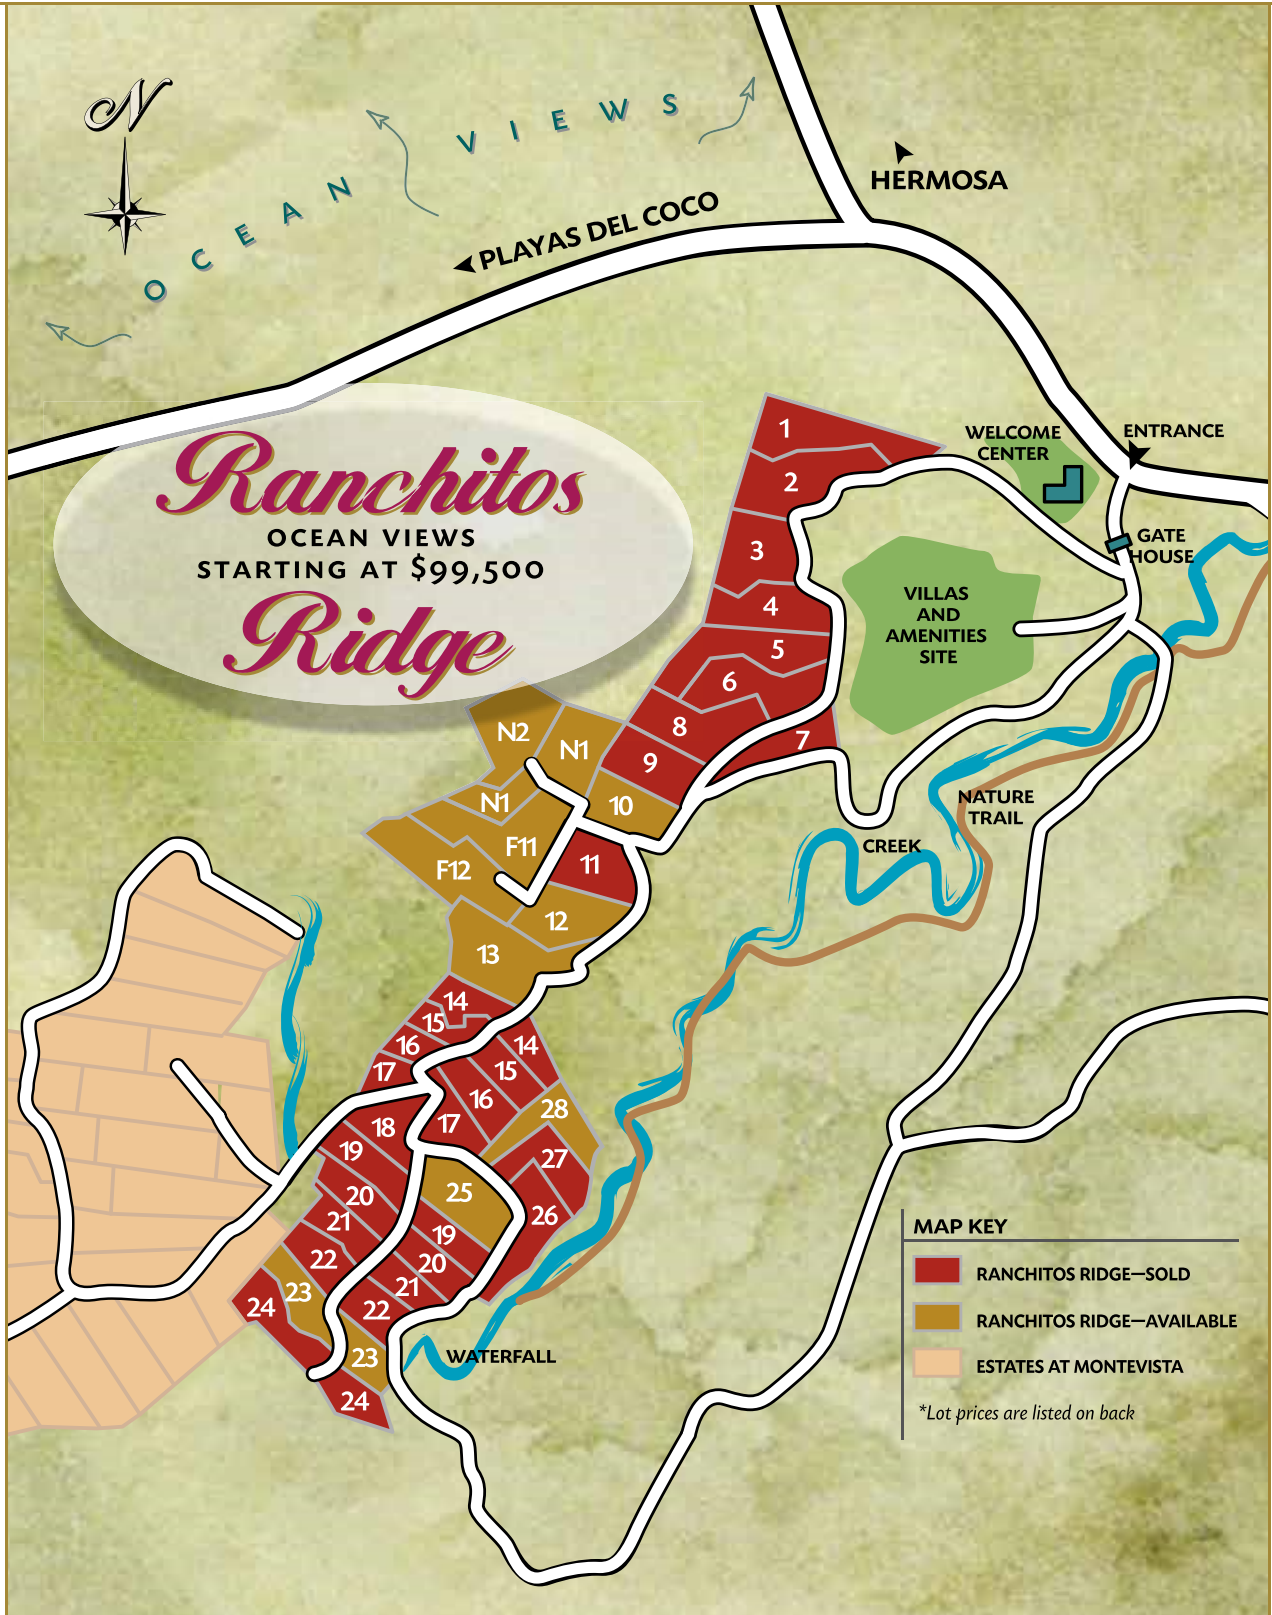 N
OCEAN VIEWS
HERMOSA
PLAYAS DEL COCO
Ranchitos
OCEAN VIEWS
STARTING AT $99,500
Ridge
WELCOME
CENTER
ENTRANCE
GATE
HOUSE
VILLAS
AND
AMENITIES
SITE
1
2
3
4
5
6
7
8
9
N2
N1
10
N1
F11
11
F12
12
13
NATURE
TRAIL
CREEK
14
15
16
17
14
15
16
17
28
18
19
27
20
25
26
21
19
22
20
23
21
24
22
23
24
WATERFALL
MAP KEY
RANCHITOS RIDGE—SOLD
RANCHITOS RIDGE—AVAILABLE
ESTATES AT MONTEVISTA
*Lot prices are listed on back